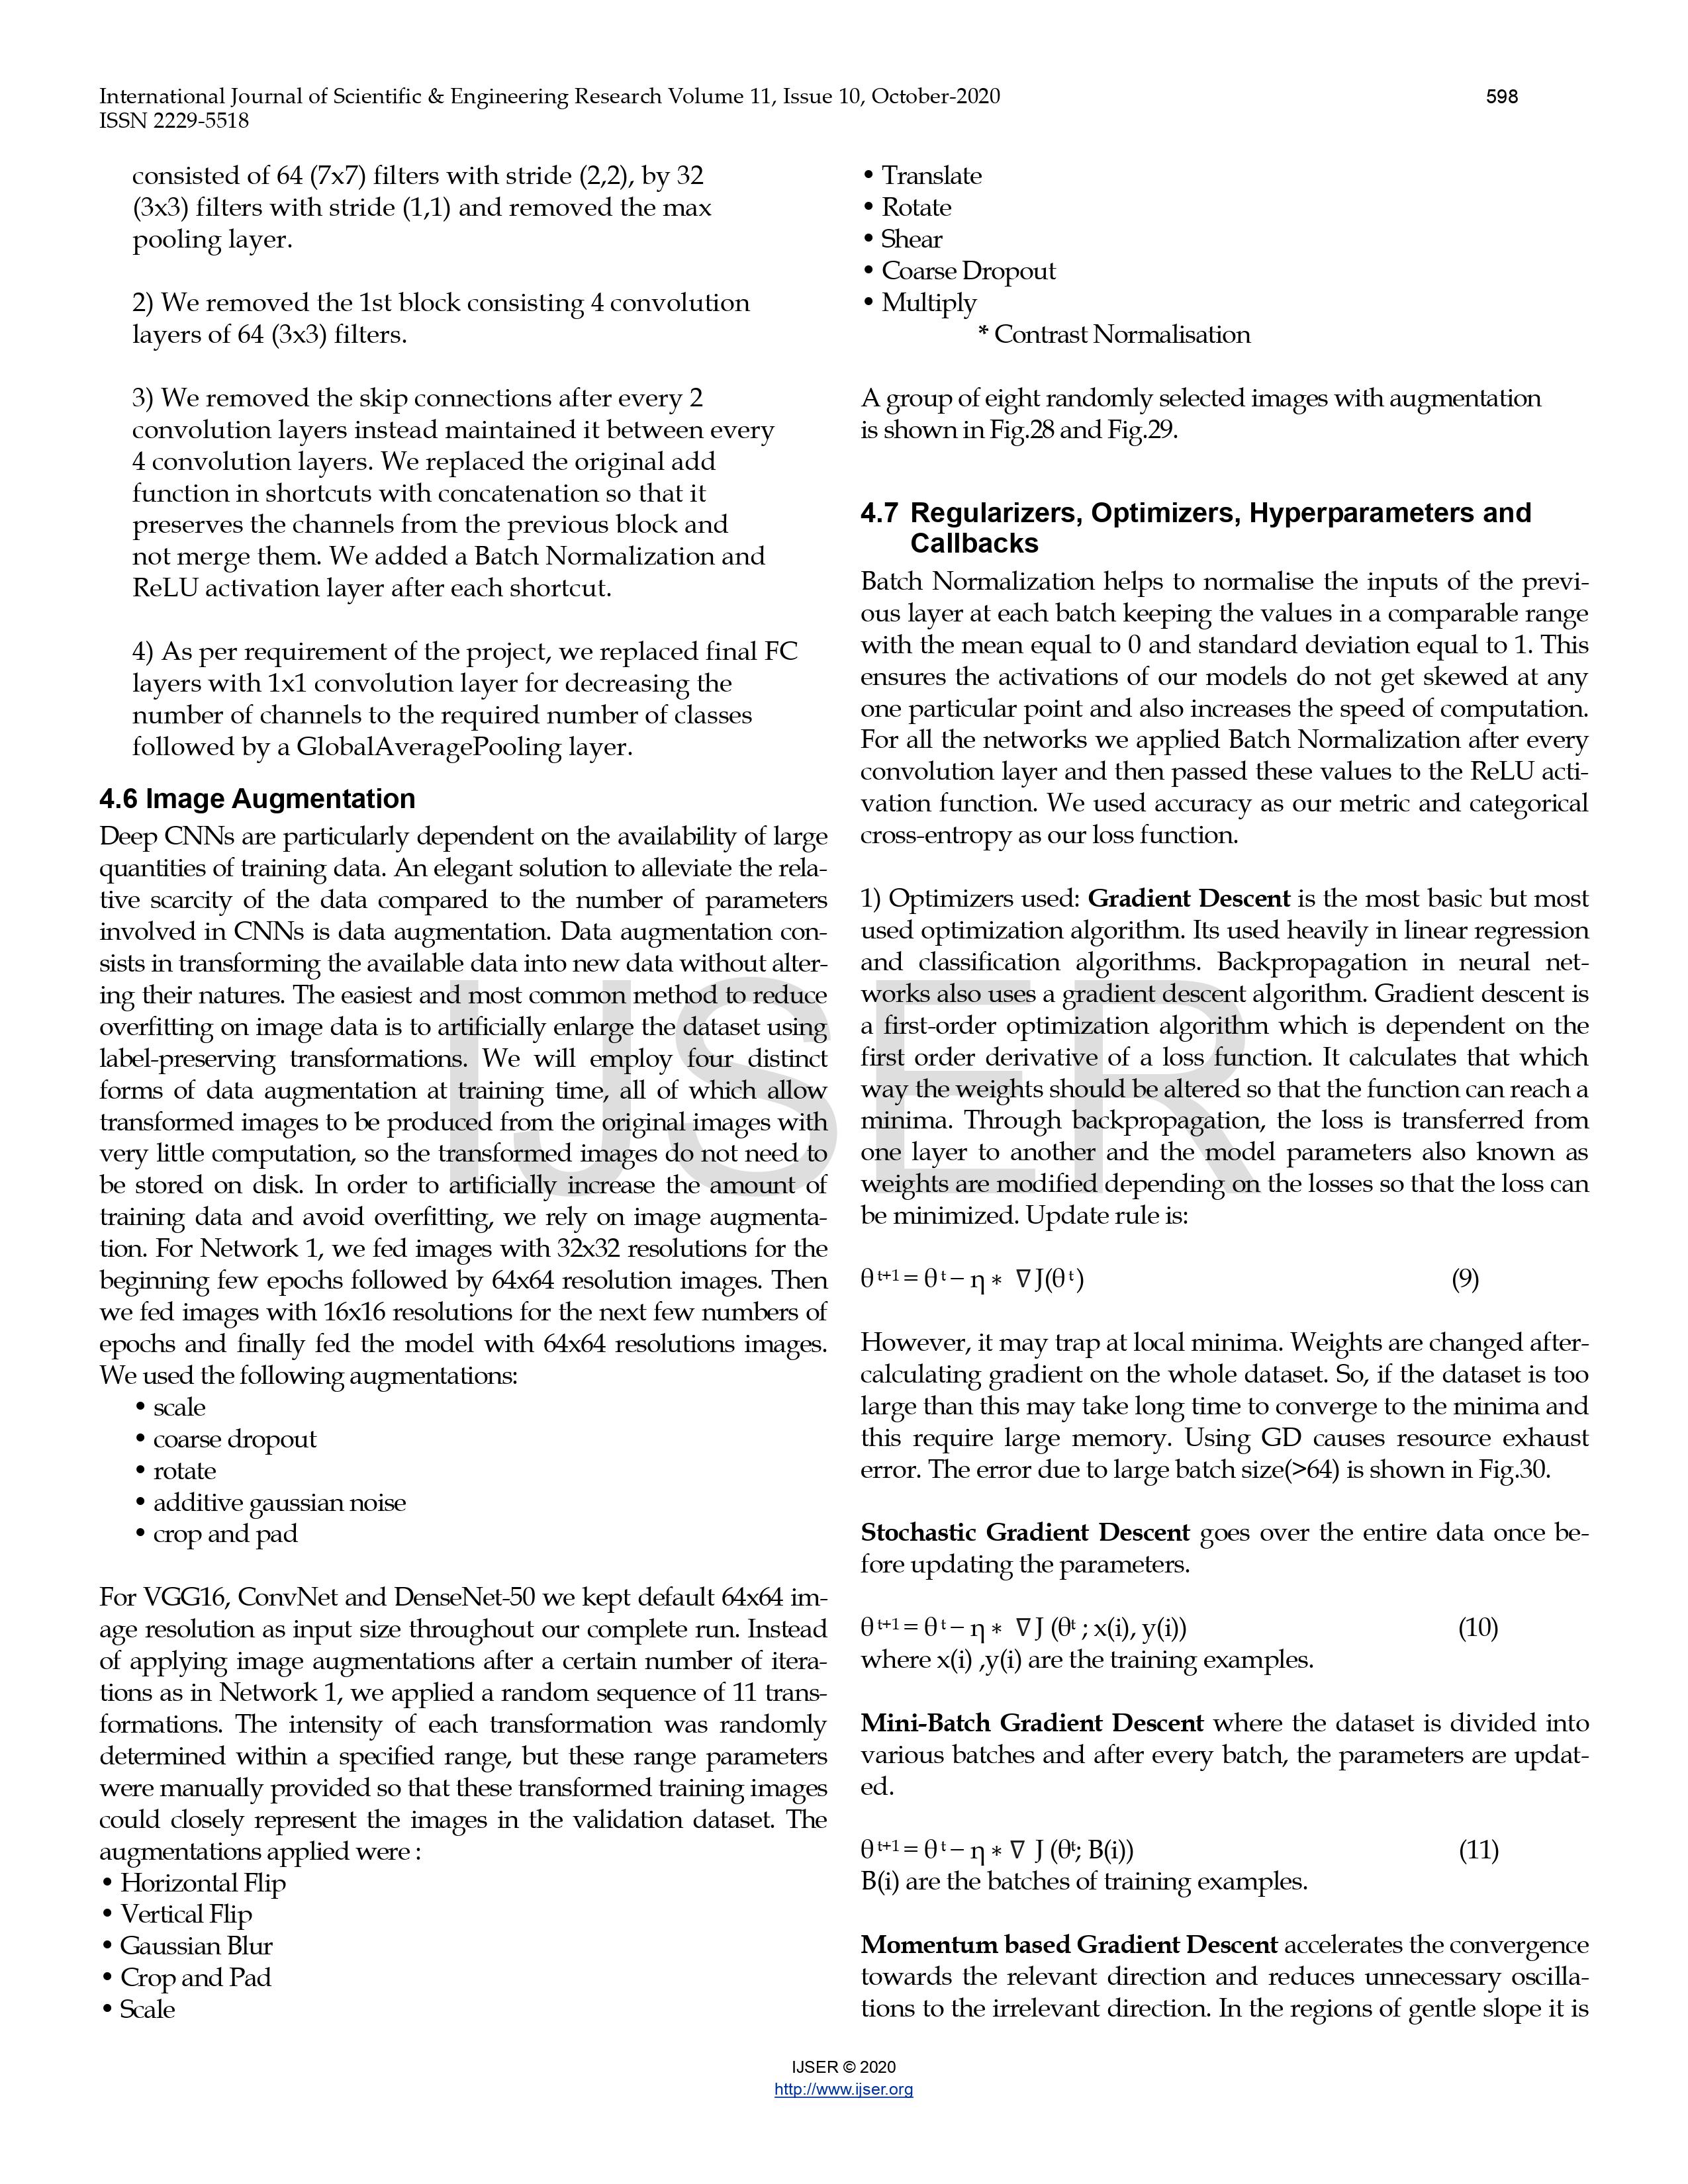 International Journal of Scientific & Engineering Research Volume 11, Issue 10, October-2020 598
ISSN 2229-5518
consisted of 64 (7x7) filters with stride (2,2), by 32
(3x3) filters with stride (1,1) and removed the max
pooling layer.
2) We removed the 1st block consisting 4 convolution
layers of 64 (3x3) filters.
3) We removed the skip connections after every 2
convolution layers instead maintained it between every
4 convolution layers. We replaced the original add
function in shortcuts with concatenation so that it
preserves the channels from the previous block and
not merge them. We added a Batch Normalization and
ReLU activation layer after each shortcut.
4) As per requirement of the project, we replaced final FC
layers with 1x1 convolution layer for decreasing the
number of channels to the required number of classes
followed by a GlobalAveragePooling layer.
4.6 Image Augmentation
Deep CNNs are particularly dependent on the availability of large
quantities of training data. An elegant solution to alleviate the rela-
tive scarcity of the data compared to the number of parameters
involved in CNNs is data augmentation. Data augmentation con-
sists in transforming the available data into new data without alter-
ing their natures. The easiest and most common method to reduce
overfitting on image data is to artificially enlarge the dataset using
label-preserving transformations. We will employ four distinct
forms of data augmentation at training time, all of which allow
transformed images to be produced from the original images with
very little computation, so the transformed images do not need to
be stored on disk. In order to artificially increase the amount of
training data and avoid overfitting, we rely on image augmenta-
tion. For Network 1, we fed images with 32x32 resolutions for the
beginning few epochs followed by 64x64 resolution images. Then
we fed images with 16x16 resolutions for the next few numbers of
epochs and finally fed the model with 64x64 resolutions images.
We used the following augmentations:
• scale
• coarse dropout
• rotate
• additive gaussian noise
• crop and pad
For VGG16, ConvNet and DenseNet-50 we kept default 64x64 im-
age resolution as input size throughout our complete run. Instead
of applying image augmentations after a certain number of itera-
tions as in Network 1, we applied a random sequence of 11 trans-
formations. The intensity of each transformation was randomly
determined within a specified range, but these range parameters
were manually provided so that these transformed training images
could closely represent the images in the validation dataset. The
augmentations applied were :
• Horizontal Flip
• Vertical Flip
• Gaussian Blur
• Crop and Pad
• Scale
• Translate
• Rotate
• Shear
• Coarse Dropout
• Multiply
* Contrast Normalisation
A group of eight randomly selected images with augmentation
is shown in Fig.28 and Fig.29.
4.7 Regularizers, Optimizers, Hyperparameters and
Callbacks
Batch Normalization helps to normalise the inputs of the previ-
ous layer at each batch keeping the values in a comparable range
with the mean equal to 0 and standard deviation equal to 1. This
ensures the activations of our models do not get skewed at any
one particular point and also increases the speed of computation.
For all the networks we applied Batch Normalization after every
convolution layer and then passed these values to the ReLU acti-
vation function. We used accuracy as our metric and categorical
cross-entropy as our loss function.
1) Optimizers used: Gradient Descent is the most basic but most
used optimization algorithm. Its used heavily in linear regression
and classification algorithms. Backpropagation in neural net-
works also uses a gradient descent algorithm. Gradient descent is
a first-order optimization algorithm which is dependent on the
first order derivative of a loss function. It calculates that which
way the weights should be altered so that the function can reach a
minima. Through backpropagation, the loss is transferred from
one layer to another and the model parameters also known as
weights are modified depending on the losses so that the loss can
be minimized. Update rule is:
θ t+1 = θ t − η ∗ ∇J(θ t) (9)
However, it may trap at local minima. Weights are changed after-
calculating gradient on the whole dataset. So, if the dataset is too
large than this may take long time to converge to the minima and
this require large memory. Using GD causes resource exhaust
error. The error due to large batch size(>64) is shown in Fig.30.
Stochastic Gradient Descent goes over the entire data once be-
fore updating the parameters.
θ t+1 = θ t − η ∗ ∇J (θt ; x(i), y(i)) (10)
where x(i) ,y(i) are the training examples.
Mini-Batch Gradient Descent where the dataset is divided into
various batches and after every batch, the parameters are updat-
ed.
θ t+1 = θ t − η ∗ ∇ J (θt; B(i)) (11)
B(i) are the batches of training examples.
Momentum based Gradient Descent accelerates the convergence
towards the relevant direction and reduces unnecessary oscilla-
tions to the irrelevant direction. In the regions of gentle slope it is
IJSER
IJSER © 2020
http://www.ijser.org